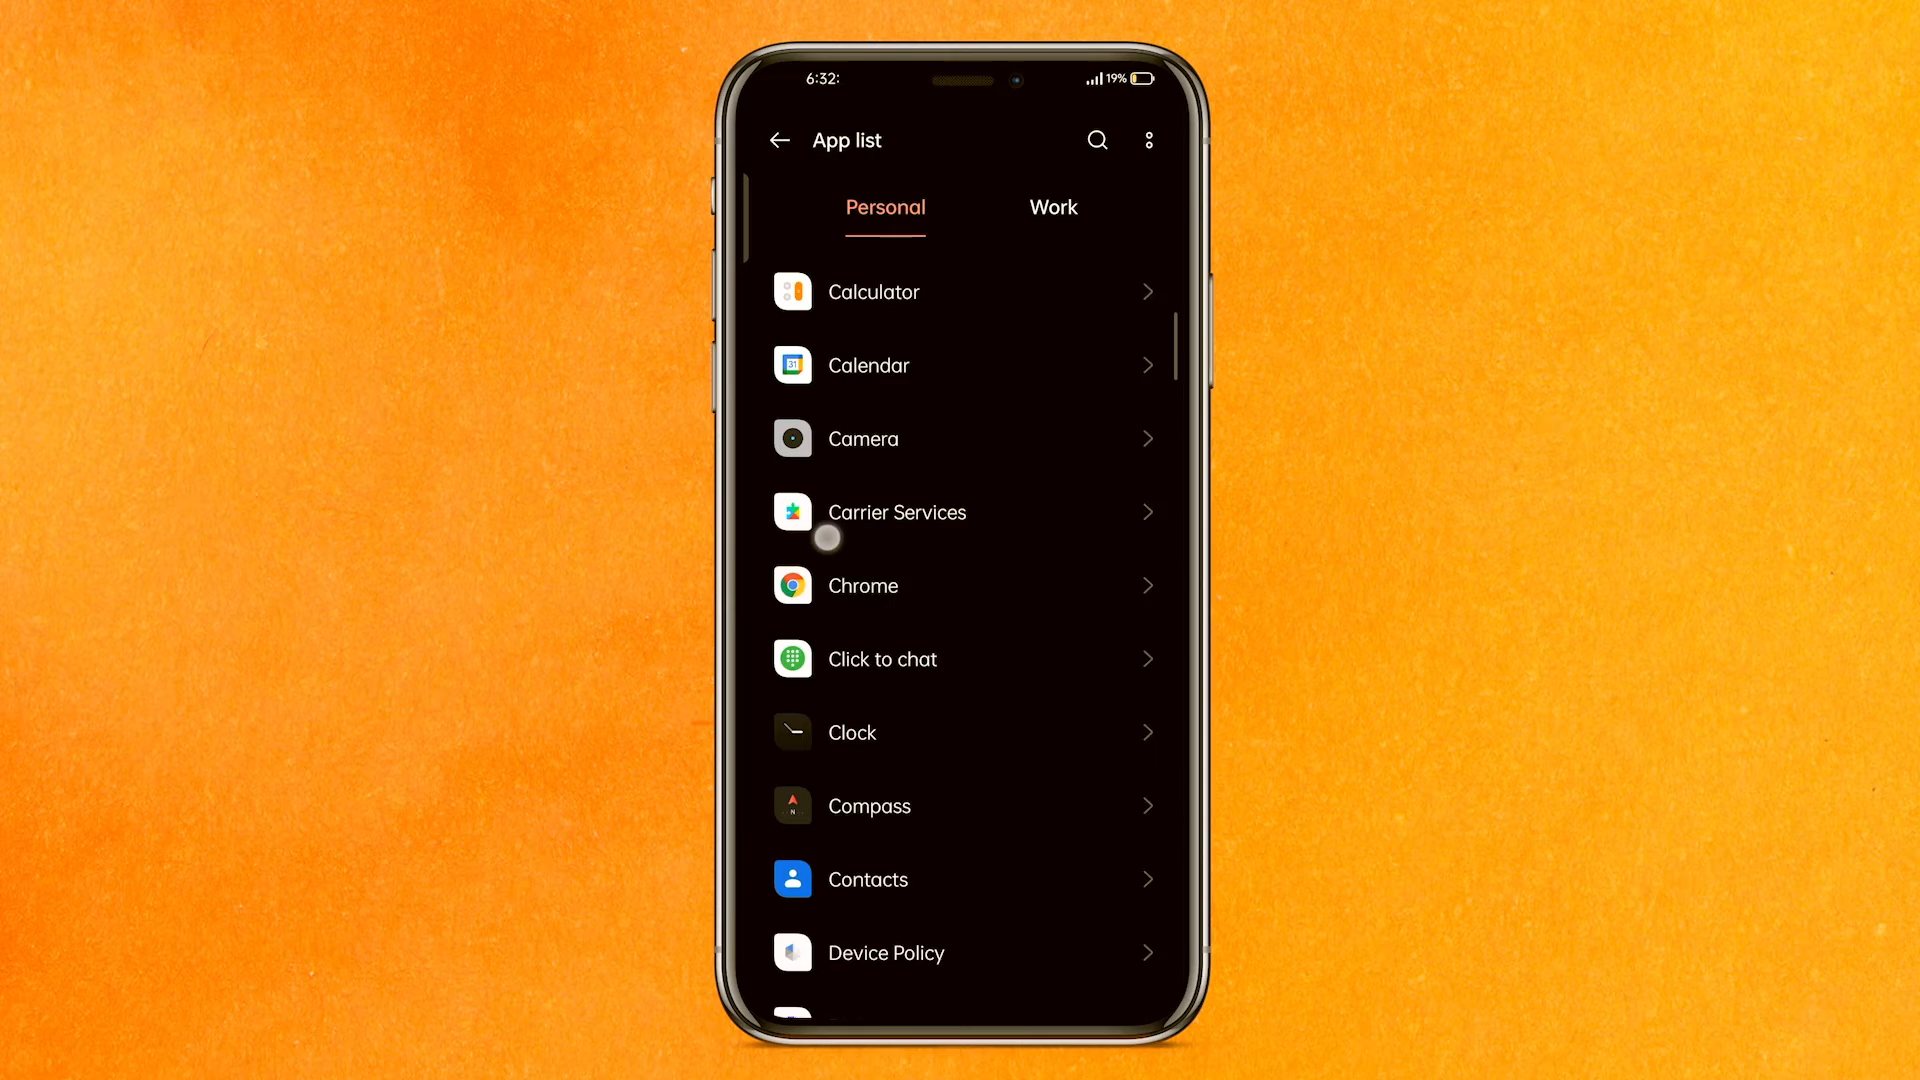 6:32:
19%
App list
Personal
Work
Calculator
31
Calendar
Camera
Carrier Services
Chrome
Click to chat
Clock
N
Compass
Contacts
Device Policy